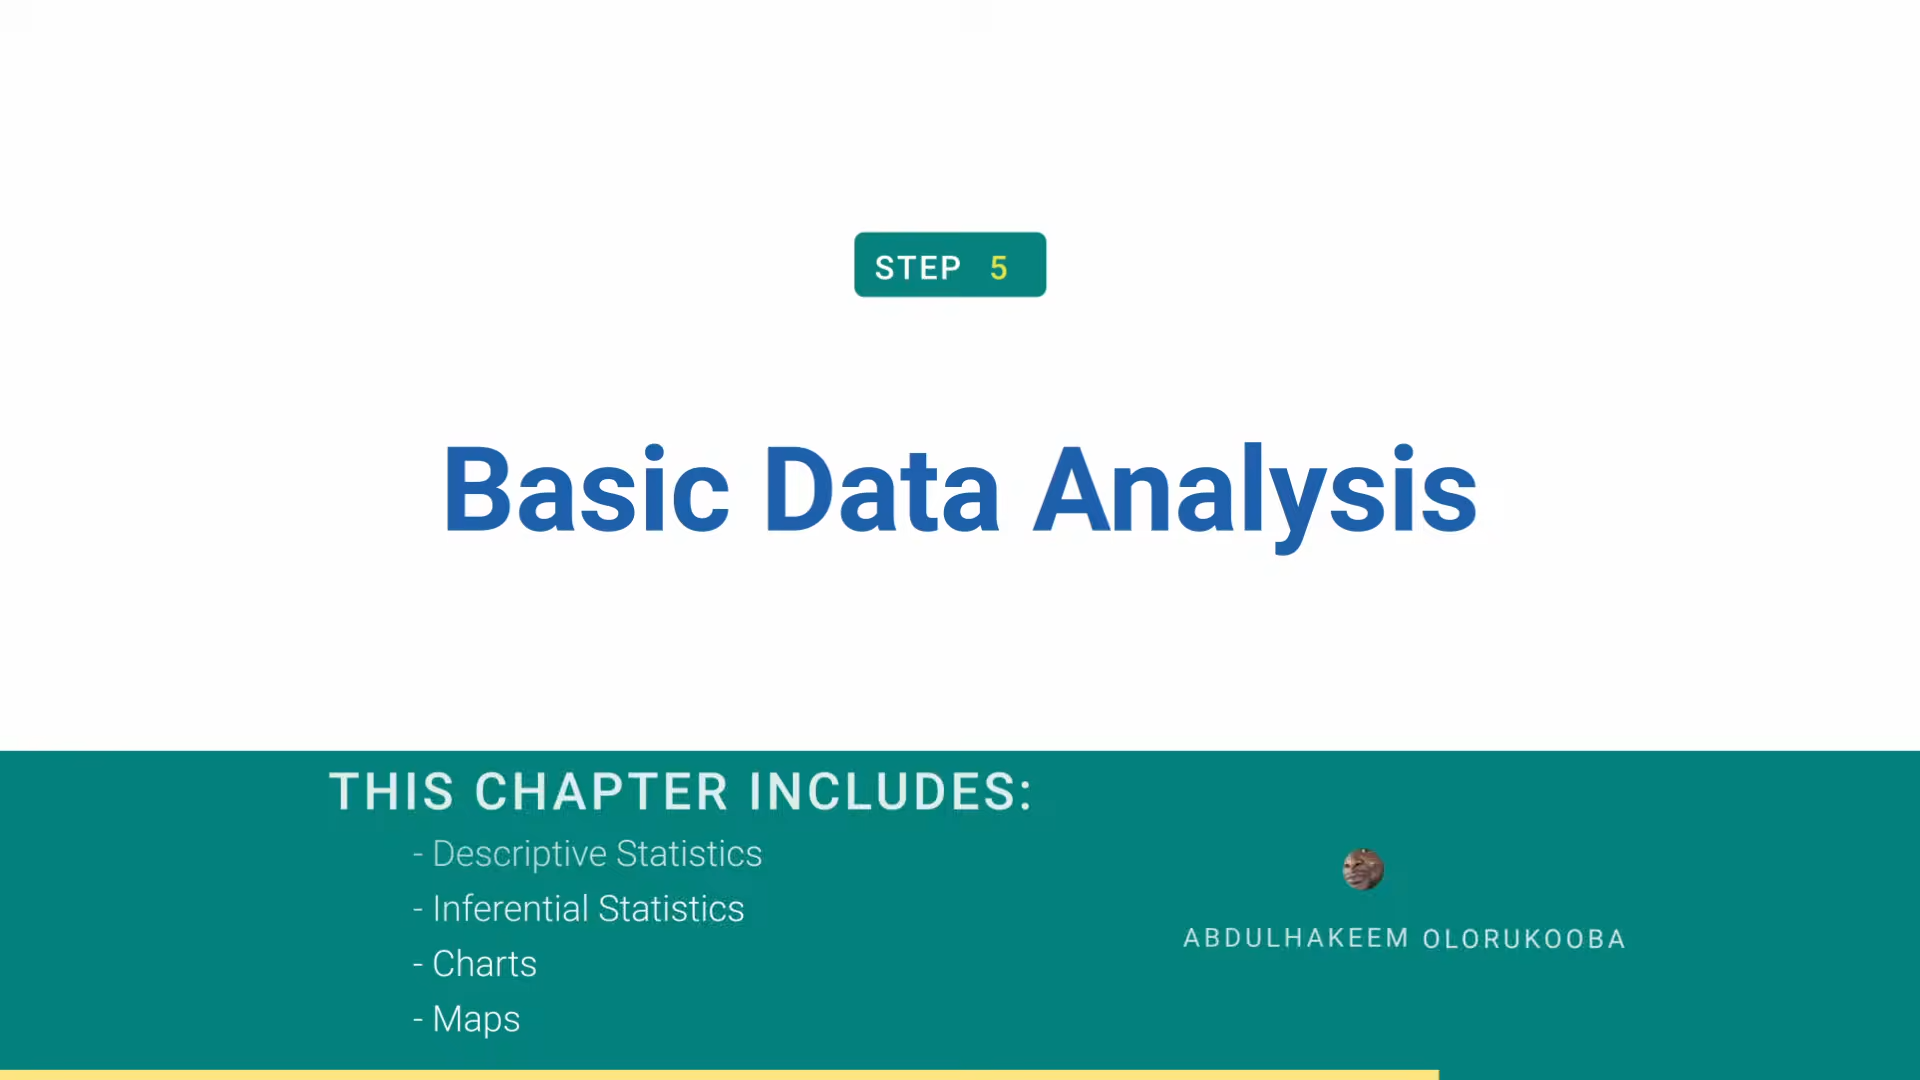 STEP 5
Basic Data Analysis
THIS CHAPTER INCLUDES:
- Descriptive Statistics
- Inferential Statistics
- Charts
- Maps
ABDULHAKEEM OLORUKOOBA